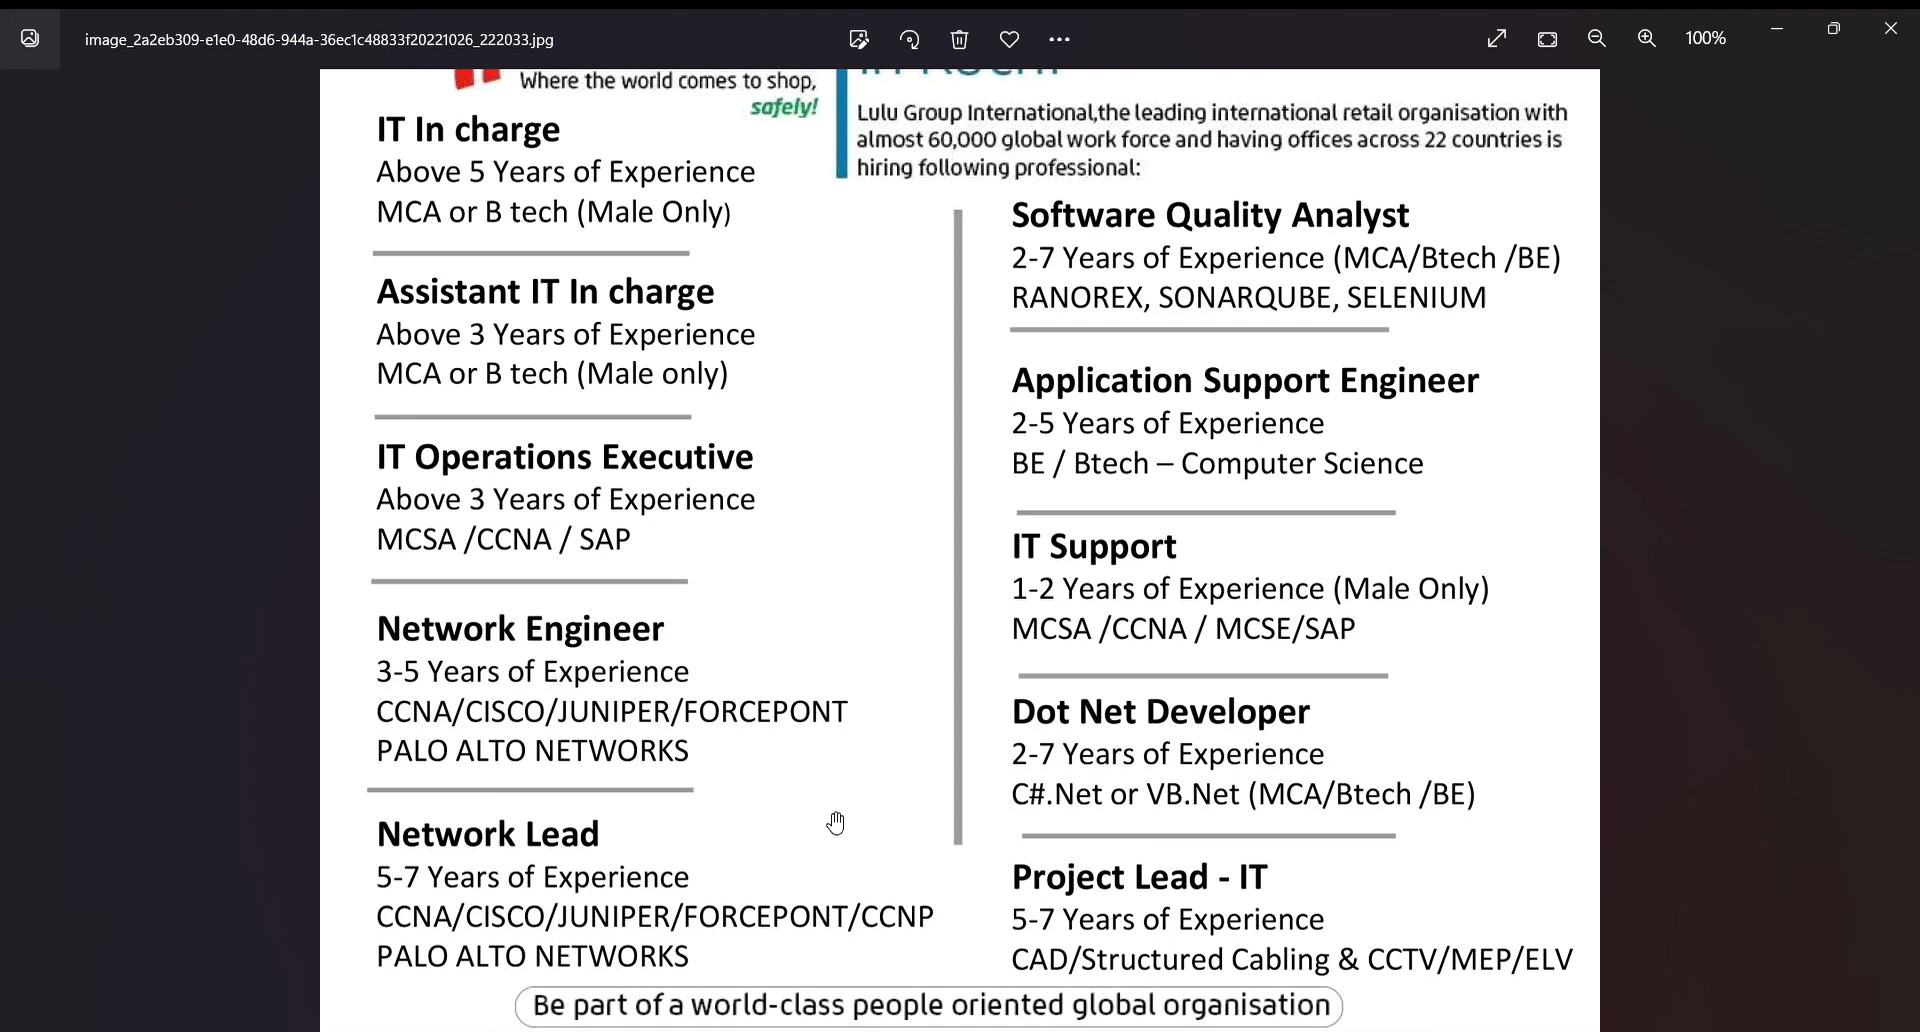 image_2a2eb309-e1e0-48d6-944a-36ec1c48833f20221026_222033.jpg
100%
Where the world comes to shop,
safely!
Lulu Group International,the leading international retail organisation with
almost 60,000 global work force and having offices across 22 countries is
hiring following professional:
IT In charge
Above 5 Years of Experience
MCA or B tech (Male Only)
Assistant IT In charge
Above 3 Years of Experience
MCA or B tech (Male only)
IT Operations Executive
Above 3 Years of Experience
MCSA /CCNA / SAP
Network Engineer
3-5 Years of Experience
CCNA/CISCO/JUNIPER/FORCEPONT
PALO ALTO NETWORKS
Network Lead
5-7 Years of Experience
CCNA/CISCO/JUNIPER/FORCEPONT/CCNP
PALO ALTO NETWORKS
Software Quality Analyst
2-7 Years of Experience (MCA/Btech /BE)
RANOREX, SONARQUBE, SELENIUM
Application Support Engineer
2-5 Years of Experience
BE / Btech – Computer Science
IT Support
1-2 Years of Experience (Male Only)
MCSA /CCNA / MCSE/SAP
Dot Net Developer
2-7 Years of Experience
C#.Net or VB.Net (MCA/Btech /BE)
Project Lead - IT
5-7 Years of Experience
CAD/Structured Cabling & CCTV/MEP/ELV
Be part of a world-class people oriented global organisation